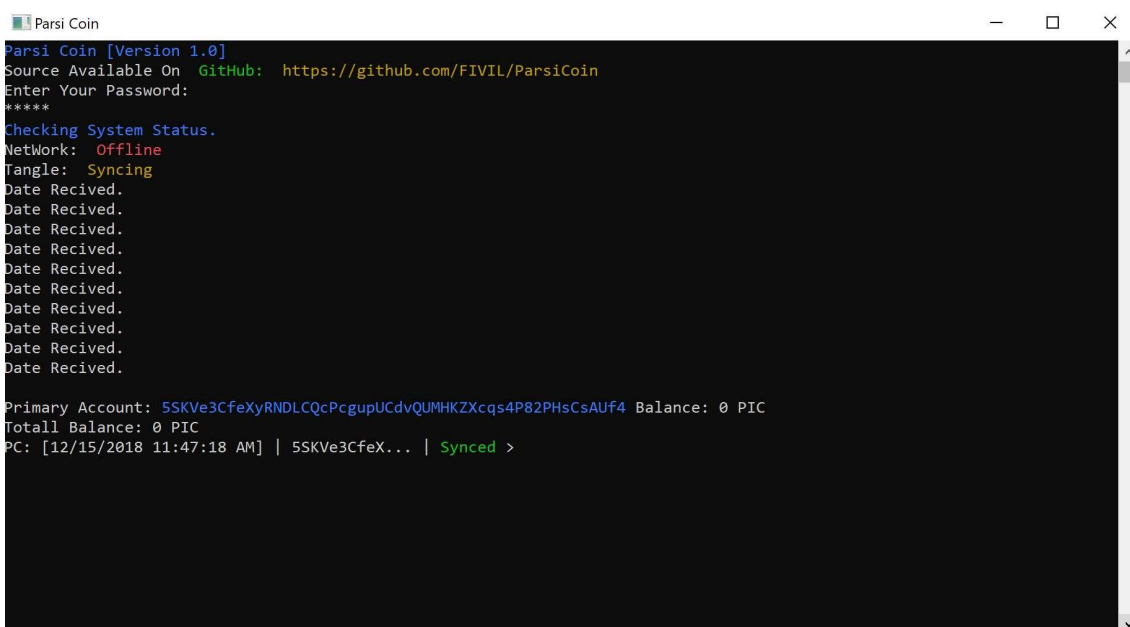 Parsi Coin
Parsi Coin [Version 1.0]
Source Available On  GitHub:  https://github.com/FIVIL/ParsiCoin
Enter Your Password:
*****
Checking System Status.
NetWork:  Offline
Tangle:  Syncing
Date Recived.
Date Recived.
Date Recived.
Date Recived.
Date Recived.
Date Recived.
Date Recived.
Date Recived.
Date Recived.
Date Recived.
Primary Account: 5SKVe3CfeXyRNDLCQcPcgupUCdvQUMHKZXcqs4P82PHsCsAUf4 Balance: 0 PIC
Totall Balance: 0 PIC
PC: [12/15/2018 11:47:18 AM] | 5SKVe3CfeX... | Synced >